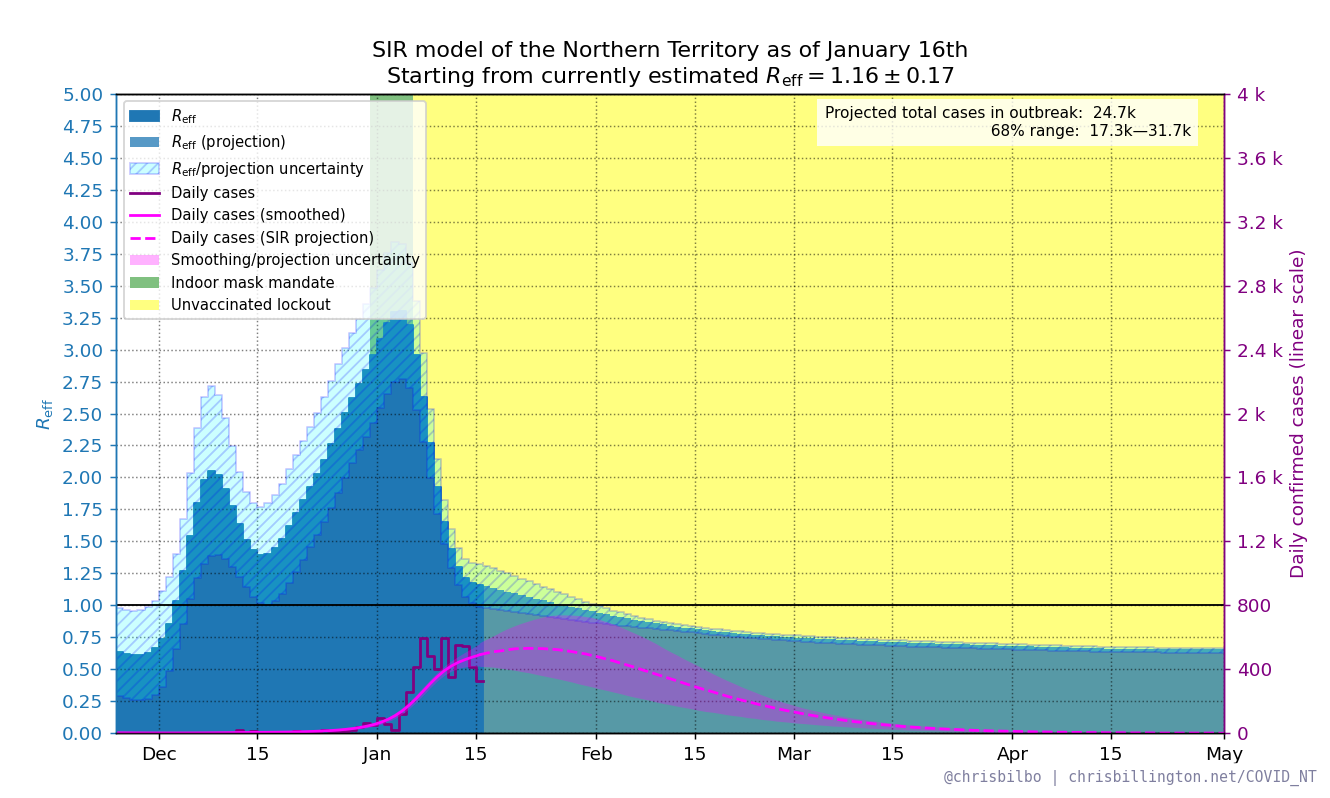 SIR model of the Northern Territory as of January 16th
Starting from currently estimated R_eff = 1.16 ± 0.17
5.00
4.75
4.50
4.25
4.00
3.75
3.50
3.25
3.00
2.75
2.50
2.25
2.00
1.75
1.50
1.25
1.00
0.75
0.50
0.25
0.00
R_eff
R_eff
R_eff (projection)
R_eff/projection uncertainty
Daily cases
Daily cases (smoothed)
Daily cases (SIR projection)
Smoothing/projection uncertainty
Indoor mask mandate
Unvaccinated lockout
Projected total cases in outbreak: 24.7k
68% range: 17.3k—31.7k
4 k
3.6 k
3.2 k
2.8 k
2.4 k
2 k
1.6 k
1.2 k
800
400
0
Daily confirmed cases (linear scale)
Dec 15 Jan 15 Feb 15 Mar 15 Apr 15 May
@chrisbilbo | chrisbillington.net/COVID_NT